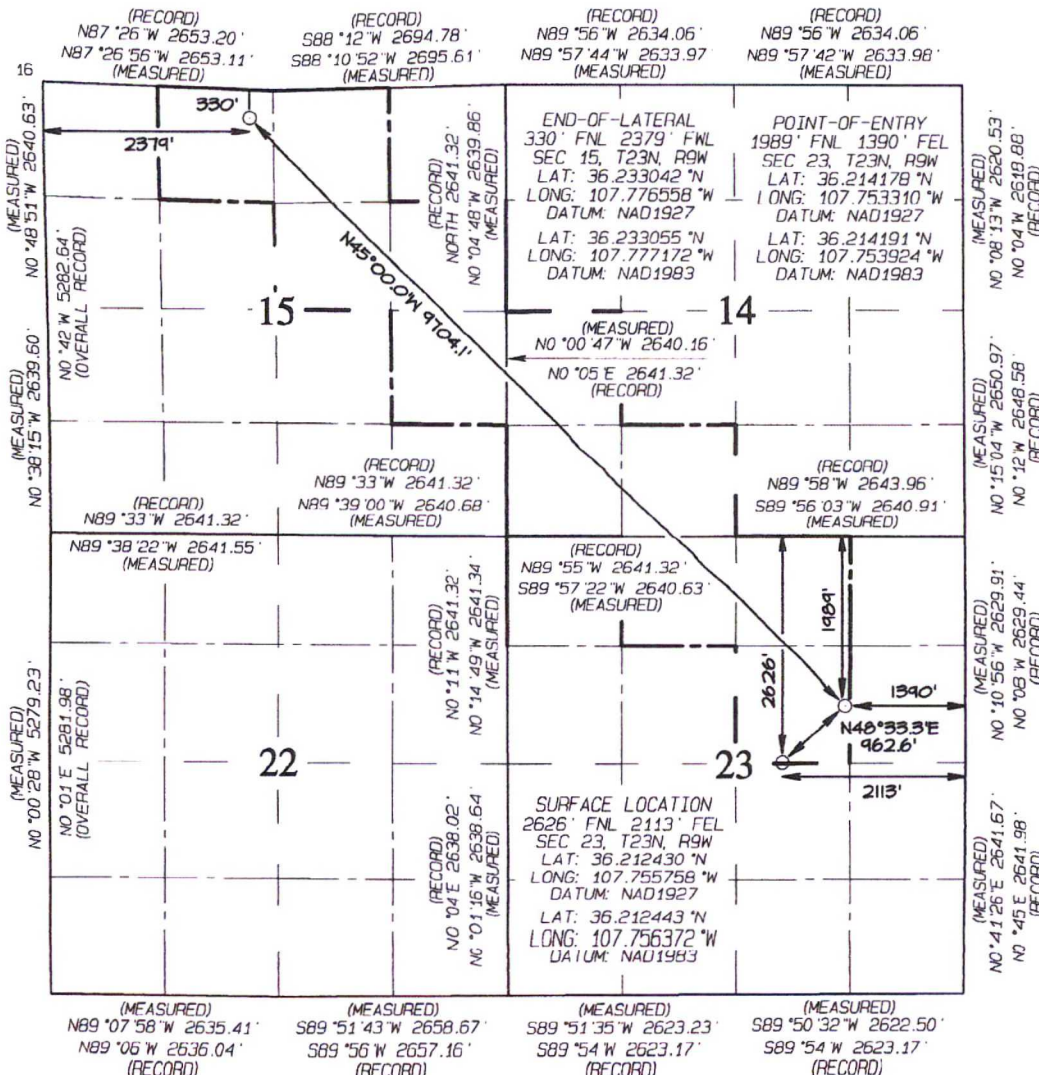 (RECORD)
N87°26'W 2653.20'
N87°26'56"W 2653.11'
(MEASURED)
(RECORD)
S88°12'W 2694.78'
S88°10'52"W 2695.61'
(MEASURED)
(RECORD)
N89°56'W 2634.06'
N89°57'44"W 2633.97'
(MEASURED)
(RECORD)
N89°56'W 2634.06'
N89°57'42"W 2633.98'
(MEASURED)
16
330'
2379'
(MEASURED)
N0°48'51"W 2640.63'
N0°42'W 5282.64'
(OVERALL RECORD)
(MEASURED)
N0°38'15"W 2639.60'
(RECORD)
NORTH 2641.32'
N0°04'48"W 2639.86'
(MEASURED)
END-OF-LATERAL
330' FNL 2379' FWL
SEC 15, T23N, R9W
LAT: 36.233042°N
LONG: 107.776558°W
DATUM: NAD1927
LAT: 36.233055°N
LONG: 107.777172°W
DATUM: NAD1983
POINT-OF-ENTRY
1989' FNL 1390' FEL
SEC 23, T23N, R9W
LAT: 36.214178°N
LONG: 107.753310°W
DATUM: NAD1927
LAT: 36.214191°N
LONG: 107.753924°W
DATUM: NAD1983
(MEASURED)
N0°08'13"W 2620.53'
N0°04'W 2618.88'
(RECORD)
N45°00.0'W 9704.1'
15
14
(MEASURED)
N0°00'47"W 2640.16'
N0°05'E 2641.32'
(RECORD)
(MEASURED)
N0°15'04"W 2650.97'
N0°12'W 2648.58'
(RECORD)
(RECORD)
N89°33'W 2641.32'
N89°38'22"W 2641.55'
(MEASURED)
(RECORD)
N89°33'W 2641.32'
N89°39'00"W 2640.68'
(MEASURED)
(RECORD)
N89°55'W 2641.32'
S89°57'22"W 2640.63'
(MEASURED)
(RECORD)
N89°58'W 2643.96'
S89°56'03"W 2640.91'
(MEASURED)
(MEASURED)
N0°00'28"W 5279.23'
N0°01'E 5281.98'
(OVERALL RECORD)
(RECORD)
N0°11'W 2641.32'
N0°14'49"W 2641.34'
(MEASURED)
2626'
1989'
1390'
N48°33.3'E
962.6'
2113'
(MEASURED)
N0°10'56"W 2629.91'
N0°08'W 2629.44'
(RECORD)
22
23
(RECORD)
N0°04'E 2638.02'
N0°01'16"W 2638.64'
(MEASURED)
SURFACE LOCATION
2626' FNL 2113' FEL
SEC 23, T23N, R9W
LAT: 36.212430°N
LONG: 107.755758°W
DATUM: NAD1927
LAT: 36.212443°N
LONG: 107.756372°W
DATUM: NAD1983
(MEASURED)
N0°41'26"E 2641.67'
N0°45'E 2641.98'
(RECORD)
(MEASURED)
N89°07'58"W 2635.41'
N89°06'W 2636.04'
(RECORD)
(MEASURED)
S89°51'43"W 2658.67'
S89°56'W 2657.16'
(RECORD)
(MEASURED)
S89°51'35"W 2623.23'
S89°54'W 2623.17'
(RECORD)
(MEASURED)
S89°50'32"W 2622.50'
S89°54'W 2623.17'
(RECORD)